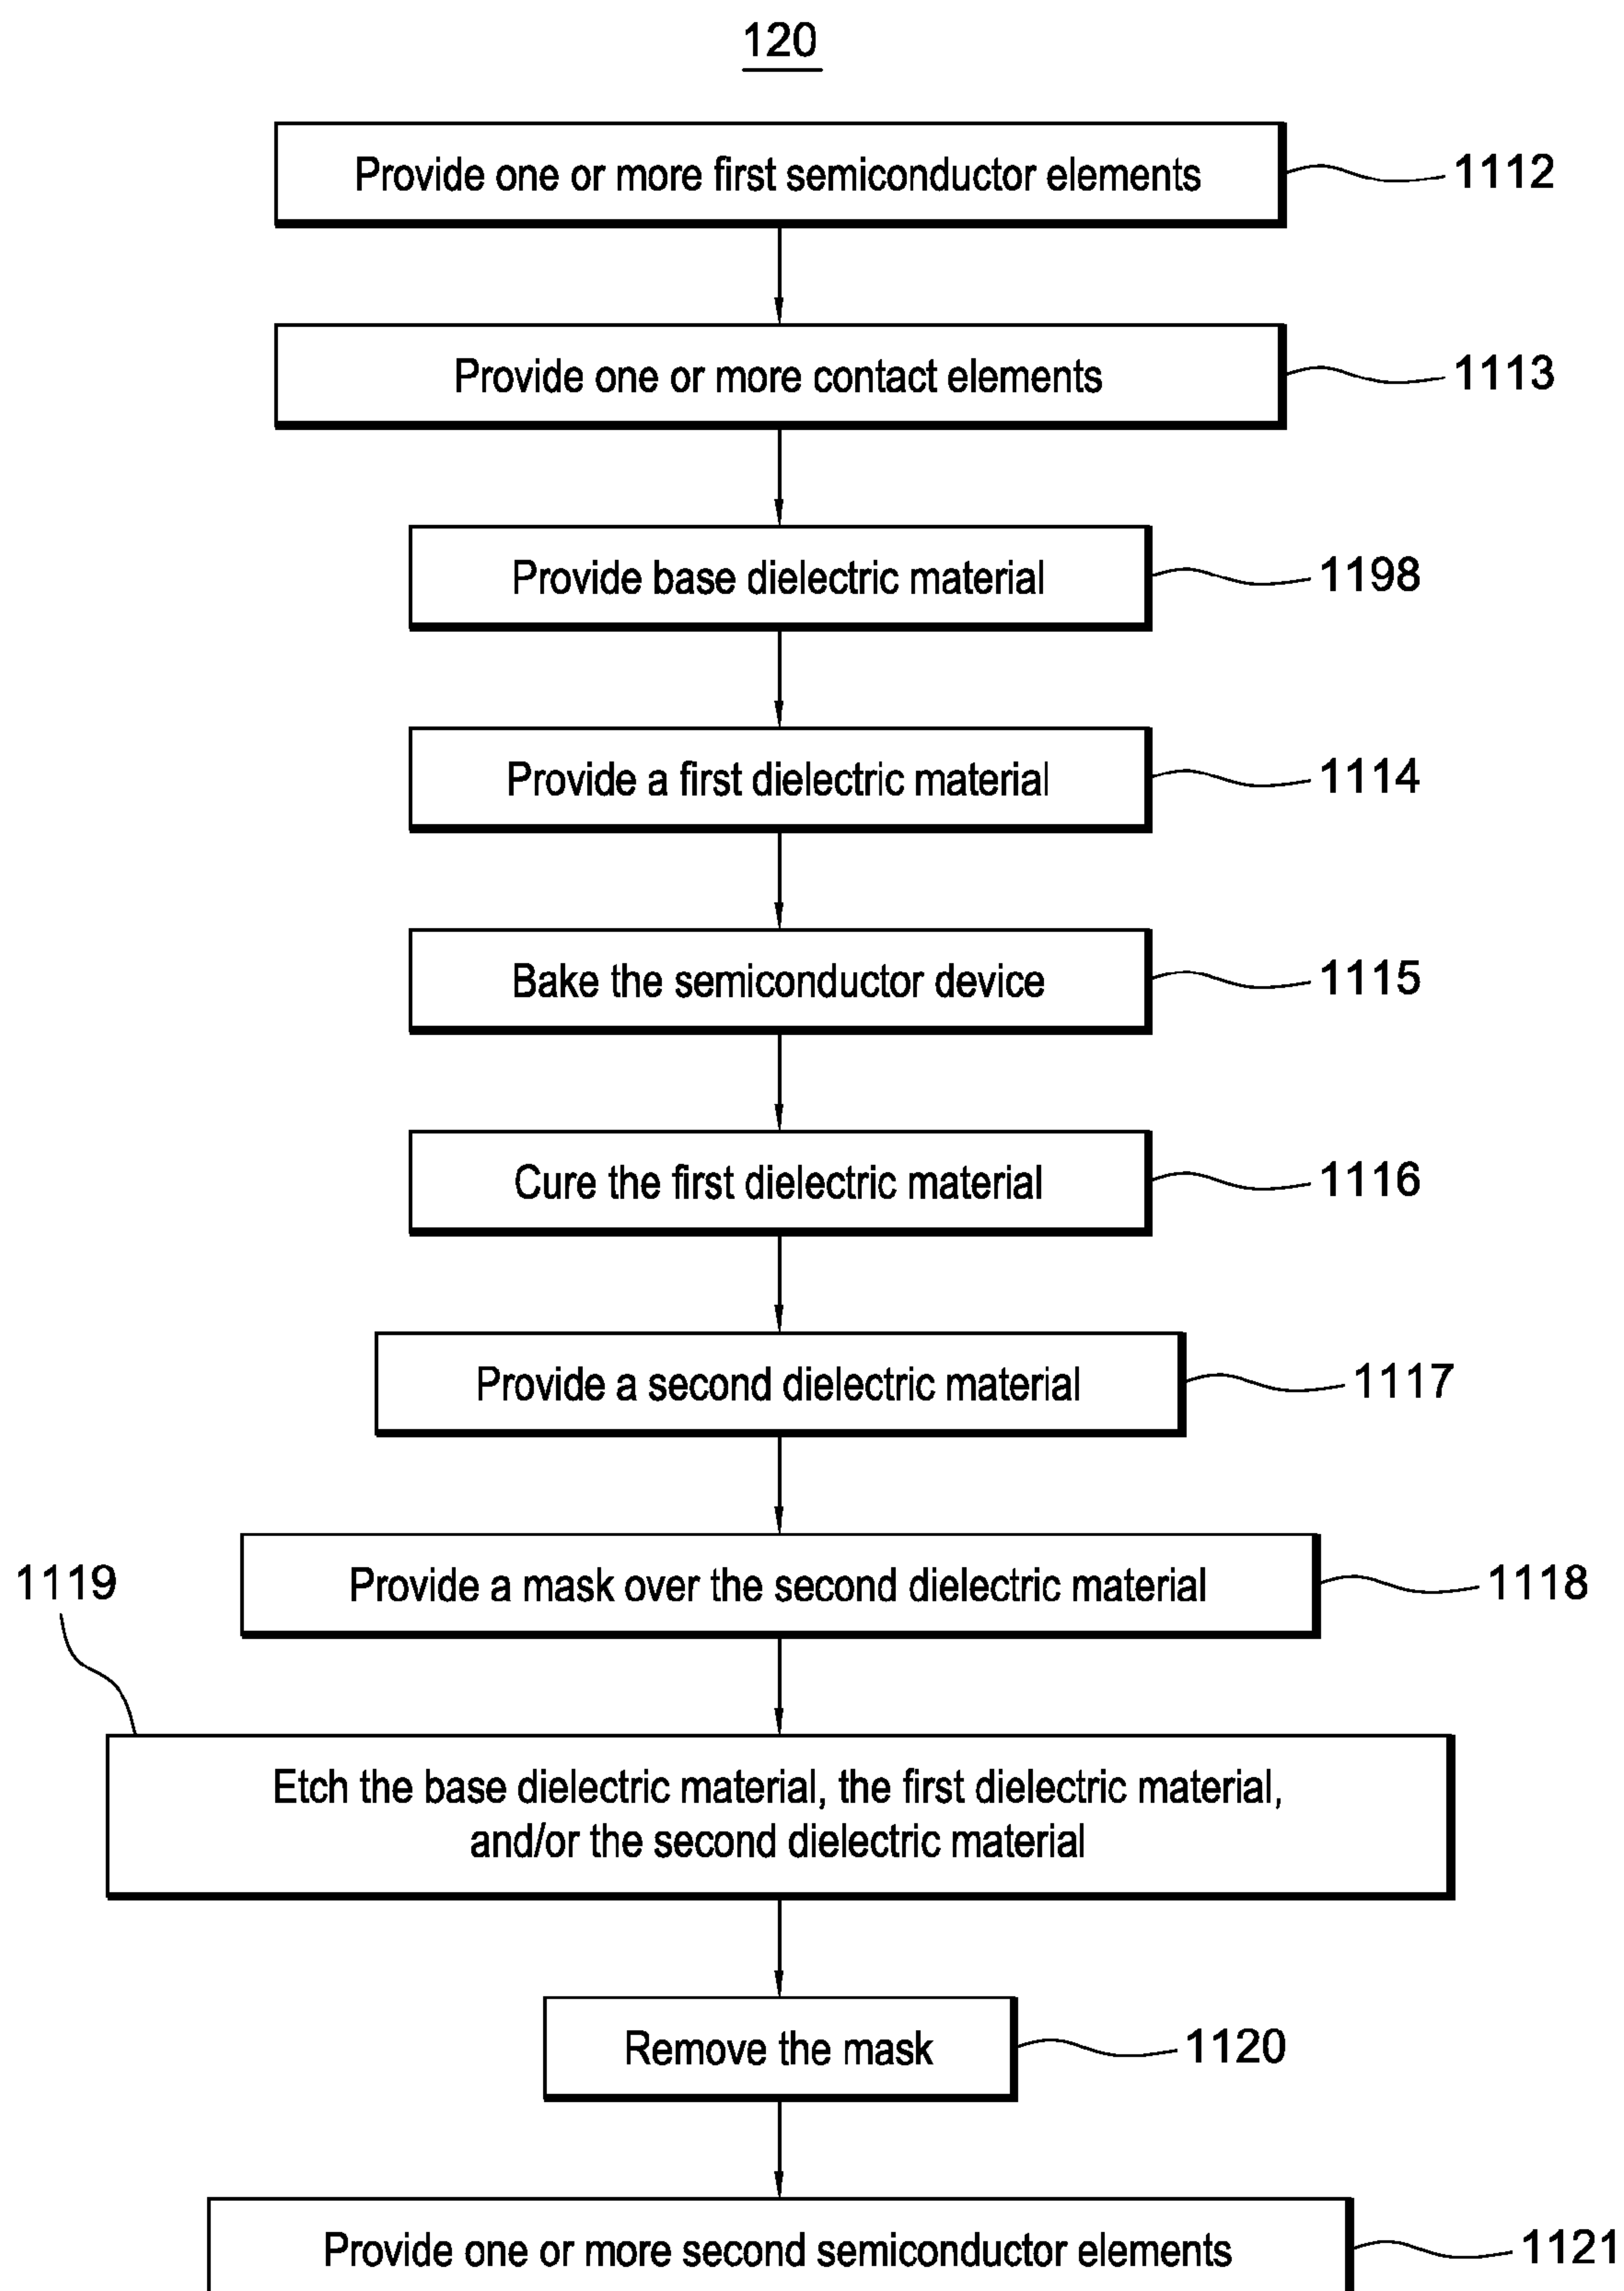 120
Provide one or more first semiconductor elements
1112
Provide one or more contact elements
1113
Provide base dielectric material
1198
Provide a first dielectric material
1114
Bake the semiconductor device
1115
Cure the first dielectric material
1116
Provide a second dielectric material
1117
Provide a mask over the second dielectric material
1118
1119
Etch the base dielectric material, the first dielectric material,
and/or the second dielectric material
Remove the mask
1120
Provide one or more second semiconductor elements
1121